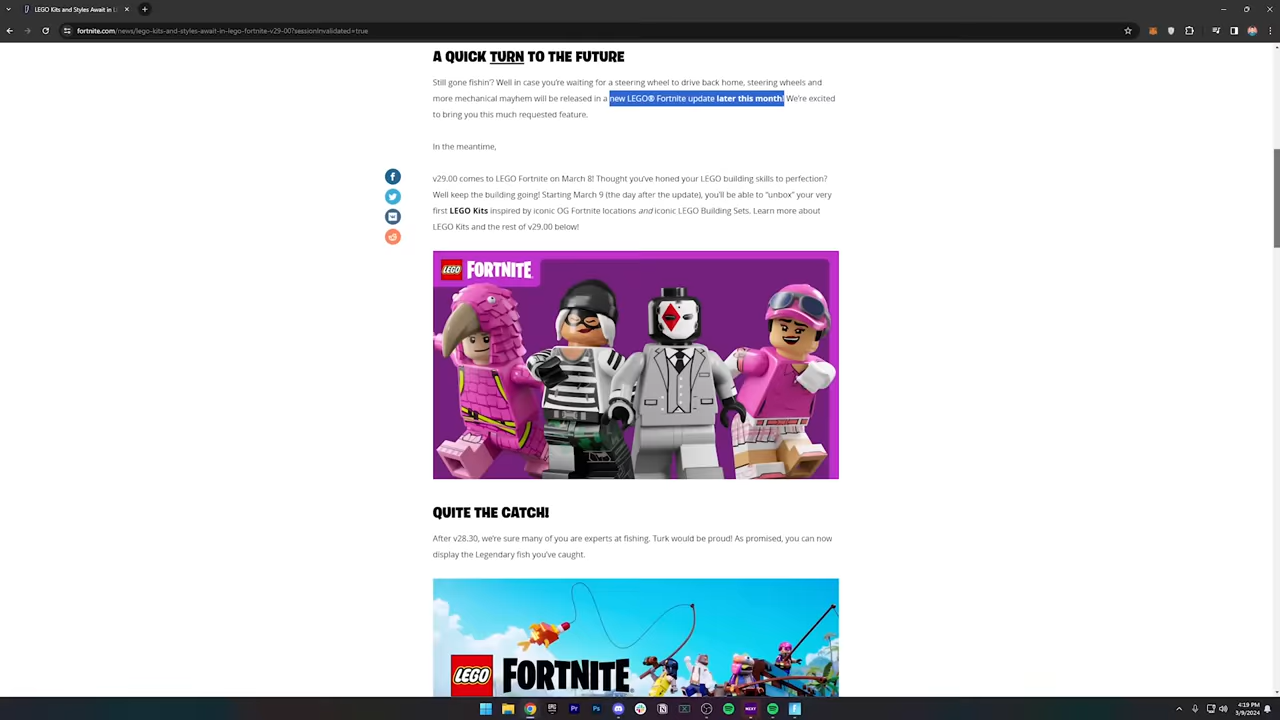 LEGO Kits and Styles Await in L
fortnite.com/news/lego-kits-and-styles-await-in-lego-fortnite-v29-00?sessionInvalidated=true
A QUICK TURN TO THE FUTURE
Still gone fishin'? Well in case you're waiting for a steering wheel to drive back home, steering wheels and
more mechanical mayhem will be released in a new LEGO® Fortnite update later this month! We're excited
to bring you this much requested feature.
In the meantime,
v29.00 comes to LEGO Fortnite on March 8! Thought you've honed your LEGO building skills to perfection?
Well keep the building going! Starting March 9 (the day after the update), you'll be able to "unbox" your very
first LEGO Kits inspired by iconic OG Fortnite locations and iconic LEGO Building Sets. Learn more about
LEGO Kits and the rest of v29.00 below!
LEGO FORTNITE
QUITE THE CATCH!
After v28.30, we're sure many of you are experts at fishing. Turk would be proud! As promised, you can now
display the Legendary fish you've caught.
LEGO FORTNITE
4:19 PM
3/9/2024